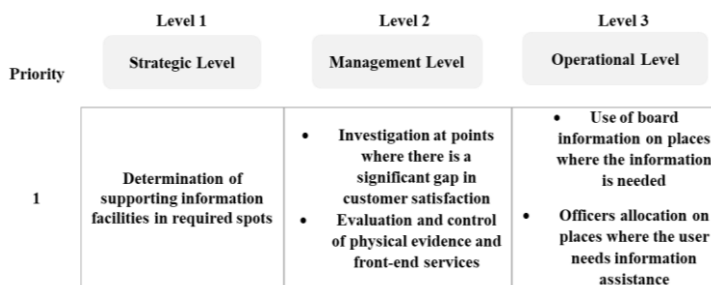 Level 1
Level 2
Level 3
Strategic Level
Management Level
Operational Level
Priority
1
Determination of
supporting information
facilities in required spots
• Investigation at points
where there is a
significant gap in
customer satisfaction
• Evaluation and control
of physical evidence and
front-end services
• Use of board
information on places
where the information
is needed
• Officers allocation on
places where the user
needs information
assistance